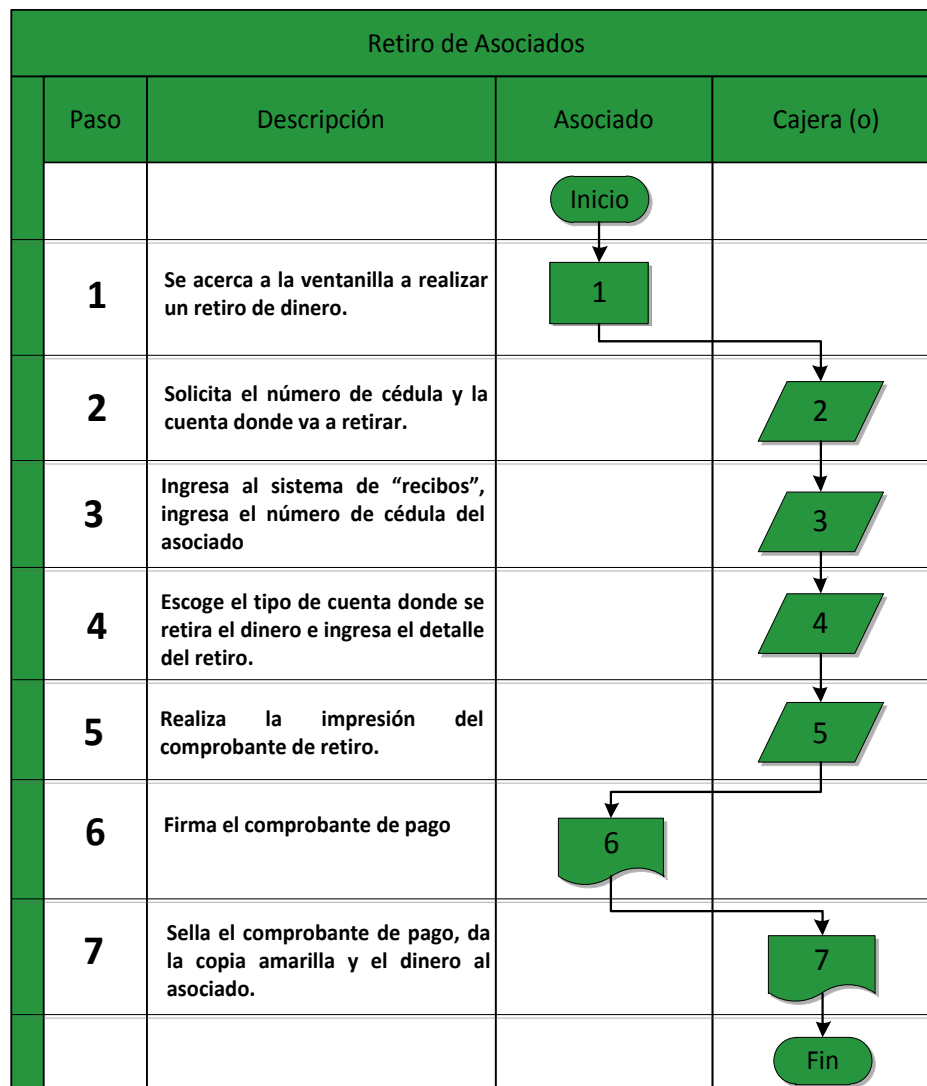 Retiro de Asociados
Paso
Descripción
Asociado
Cajera (o)
Inicio
1
Se acerca a la ventanilla a realizar
un retiro de dinero.
1
2
Solicita el número de cédula y la
cuenta donde va a retirar.
2
3
Ingresa al sistema de “recibos”,
ingresa el número de cédula del
asociado
3
4
Escoge el tipo de cuenta donde se
retira el dinero e ingresa el detalle
del retiro.
4
5
Realiza la impresión del
comprobante de retiro.
5
6
Firma el comprobante de pago
6
7
Sella el comprobante de pago, da
la copia amarilla y el dinero al
asociado.
7
Fin